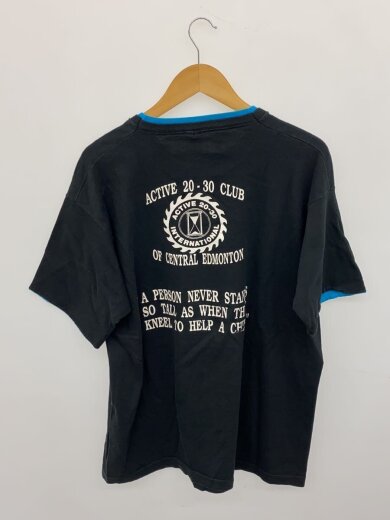 ACTIVE 20-30 CLUB
ACTIVE 20-30
INTERNATIONAL
OF CENTRAL EDMONTON
A PERSON NEVER
SO TALL AS WHEN
KNEEL TO HELP A